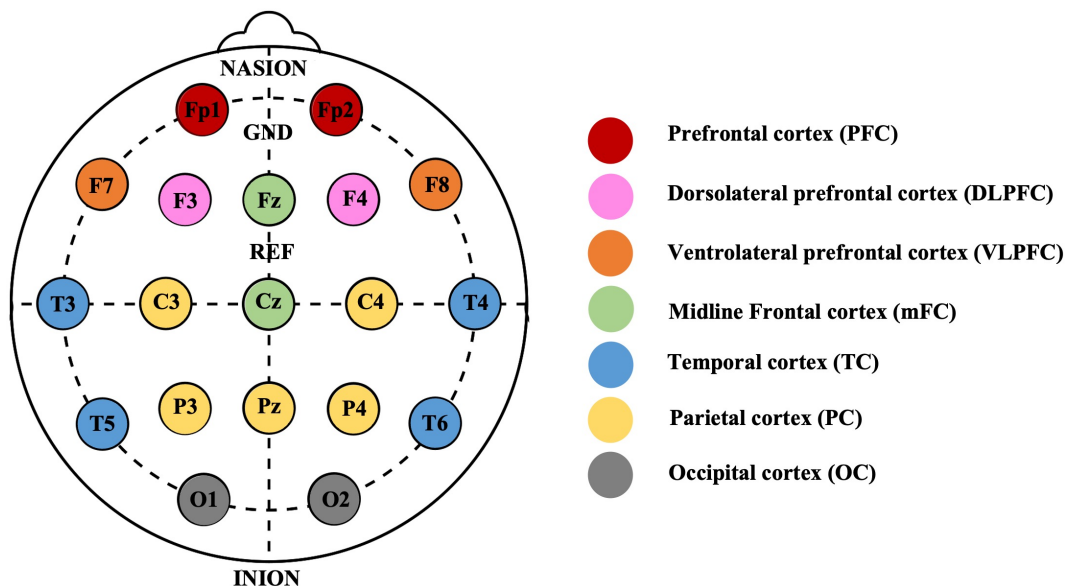 NASION
Fp1 Fp2
GND
F7 F3 Fz F4 F8
REF
T3 C3 Cz C4 T4
T5 P3 Pz P4 T6
O1 O2
INION
Prefrontal cortex (PFC)
Dorsolateral prefrontal cortex (DLPFC)
Ventrolateral prefrontal cortex (VLPFC)
Midline Frontal cortex (mFC)
Temporal cortex (TC)
Parietal cortex (PC)
Occipital cortex (OC)